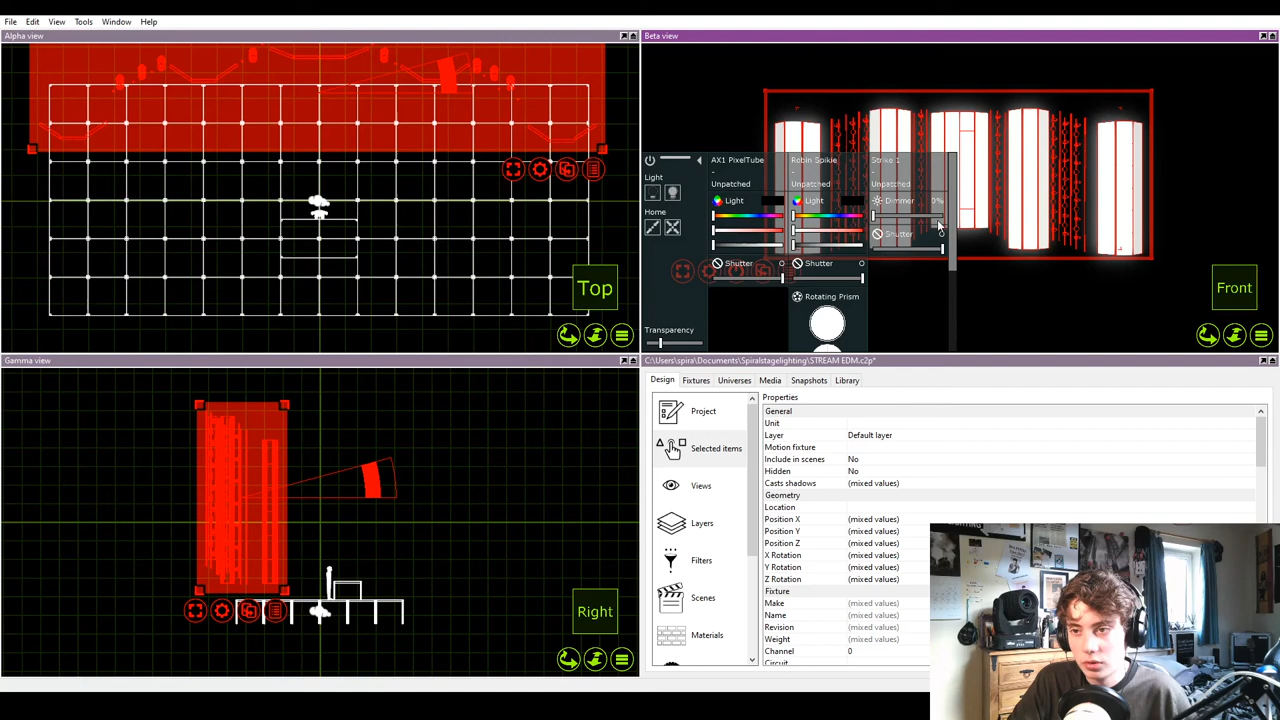 File Edit View Tools Window Help
Alpha view
Top
Beta view
AX1 PixelTube Robin Spikie Strike 1
- - -
Light Unpatched Unpatched Unpatched
Light Light Dimmer 0%
Home
Shutter
Shutter O Shutter O
Rotating Prism
Transparency
Front
Gamma view
Right
C:\Users\spira\Documents\Spiralstagelighting\STREAM EDM.c2p*
Design Fixtures Universes Media Snapshots Library
Project
Selected items
Views
Layers
Filters
Scenes
Materials
Properties
General
Unit
Layer Default layer
Motion fixture
Include in scenes No
Hidden No
Casts shadows (mixed values)
Geometry
Location
Position X (mixed values)
Position Y (mixed values)
Position Z (mixed values)
X Rotation (mixed values)
Y Rotation (mixed values)
Z Rotation (mixed values)
Fixture
Make (mixed values)
Name (mixed values)
Revision (mixed values)
Weight (mixed values)
Channel 0
Circuit